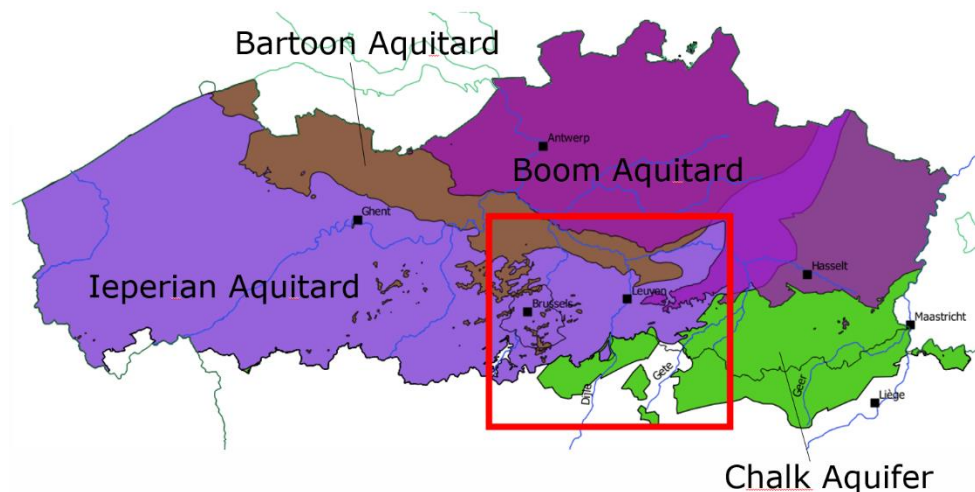 Bartoon Aquitard
Antwerp
Boom Aquitard
Ghent
Ieperian Aquitard
Hasselt
Leuven
Brussels
Maastricht
Dijle
Gete
Geer
Liège
Chalk Aquifer